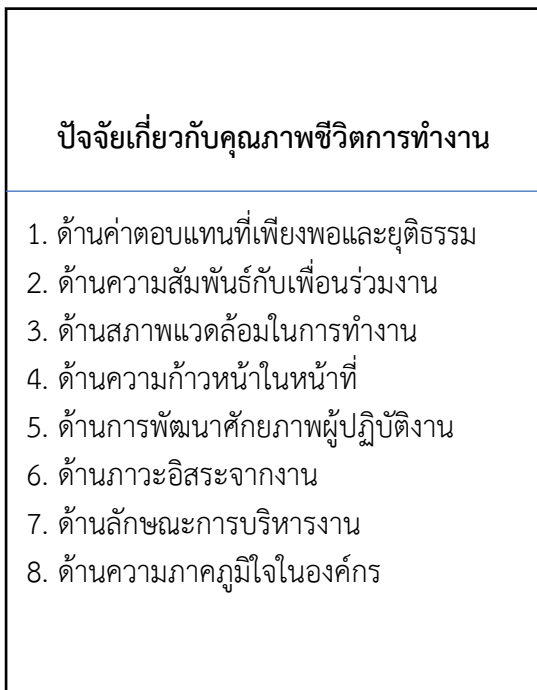 ปัจจัยเกี่ยวกับคุณภาพชีวิตการทำงาน
1. ด้านค่าตอบแทนที่เพียงพอและยุติธรรม
2. ด้านความสัมพันธ์กับเพื่อนร่วมงาน
3. ด้านสภาพแวดล้อมในการทำงาน
4. ด้านความก้าวหน้าในหน้าที่
5. ด้านการพัฒนาศักยภาพผู้ปฏิบัติงาน
6. ด้านภาวะอิสระจากงาน
7. ด้านลักษณะการบริหารงาน
8. ด้านความภาคภูมิใจในองค์กร